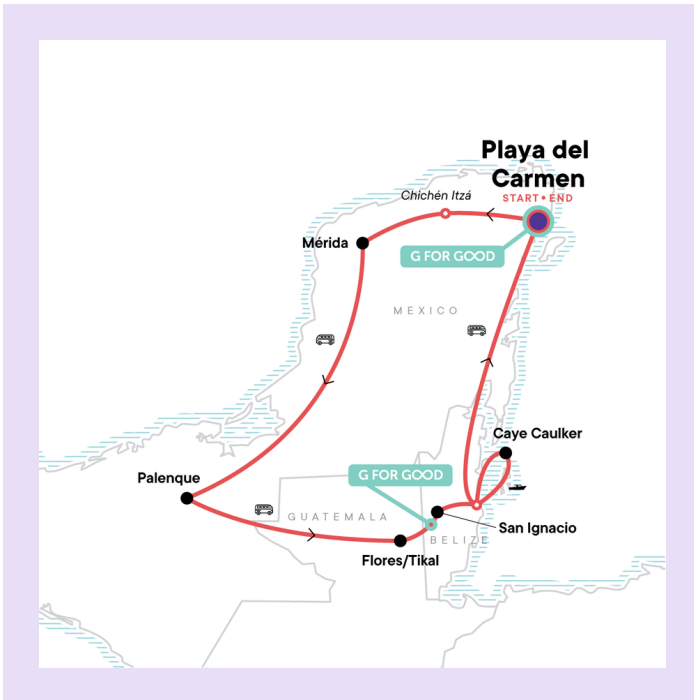 Playa del
Carmen
START • END
Chichén Itzá
Mérida
G FOR GOOD
MEXICO
Caye Caulker
Palenque
G FOR GOOD
GUATEMALA
San Ignacio
BELIZE
Flores/Tikal